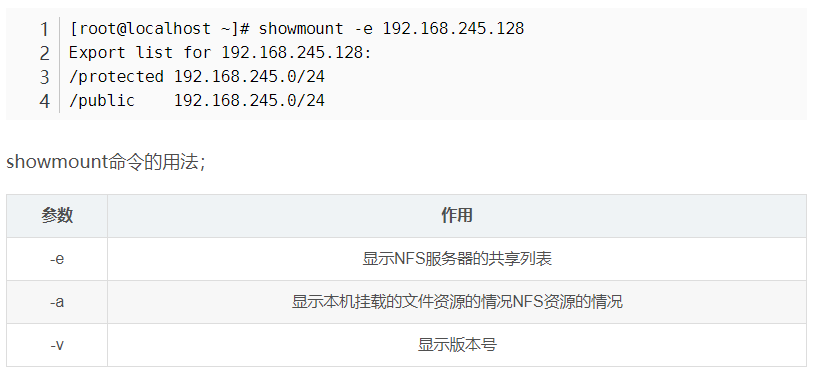 1 [root@localhost ~]# showmount -e 192.168.245.128
2 Export list for 192.168.245.128:
3 /protected 192.168.245.0/24
4 /public    192.168.245.0/24
showmount命令的用法；
参数 作用
-e 显示NFS服务器的共享列表
-a 显示本机挂载的文件资源的情况NFS资源的情况
-v 显示版本号